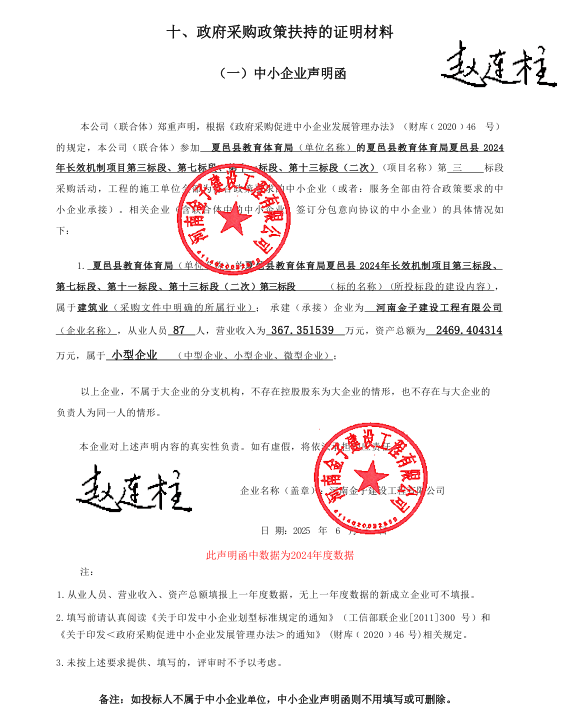 十、政府采购政策扶持的证明材料
赵连柱
（一）中小企业声明函
本公司（联合体）郑重声明，根据《政府采购促进中小企业发展管理办法》（财库﹝2020﹞46 号）
的规定，本公司（联合体）参加 夏邑县教育体育局（单位名称）的夏邑县教育体育局夏邑县 2024
年长效机制项目第三标段、第七标段、第十一标段、第十三标段（二次）（项目名称）第 三 标段
采购活动，工程的施工单位全部为符合政策要求的中小企业（或者：服务全部由符合政策要求的中
小企业承接）。相关企业（含联合体中的中小企业、签订分包意向协议的中小企业）的具体情况如
下：
河南金子建设工程有限公司
1. 夏邑县教育体育局（单位名称）的夏邑县教育体育局夏邑县 2024年长效机制项目第三标段、
第七标段、第十一标段、第十三标段（二次）第三标段 （标的名称）（所投标段的建设内容），
属于建筑业（采购文件中明确的所属行业）； 承建（承接）企业为 河南金子建设工程有限公司
（企业名称），从业人员 87 人，营业收入为 367.351539 万元，资产总额为 2469.404314
万元，属于 小型企业 （中型企业、小型企业、微型企业）；
以上企业，不属于大企业的分支机构，不存在控股股东为大企业的情形，也不存在与大企业的
负责人为同一人的情形。
本企业对上述声明内容的真实性负责。如有虚假，将依法承担相应责任。
河南金子建设工程有限公司
赵连柱
企业名称（盖章）：河南金子建设工程有限公司
日 期：2025 年 6 月
此声明函中数据为2024年度数据
注：
1.从业人员、营业收入、资产总额填报上一年度数据，无上一年度数据的新成立企业可不填报。
2.填写前请认真阅读《关于印发中小企业划型标准规定的通知》（工信部联企业[2011]300 号）和
《关于印发＜政府采购促进中小企业发展管理办法＞的通知》(财库﹝2020﹞46 号)相关规定。
3.未按上述要求提供、填写的，评审时不予以考虑。
备注：如投标人不属于中小企业单位，中小企业声明函则不用填写或可删除。